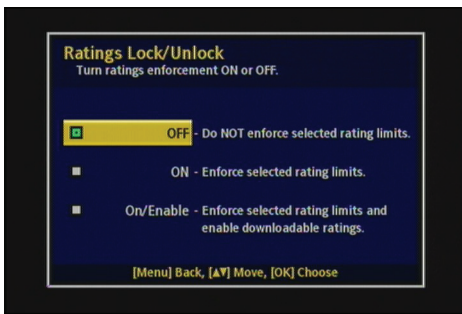 Ratings Lock/Unlock
Turn ratings enforcement ON or OFF.
OFF - Do NOT enforce selected rating limits.
ON - Enforce selected rating limits.
On/Enable - Enforce selected rating limits and
enable downloadable ratings.
[Menu] Back, [▲▼] Move, [OK] Choose